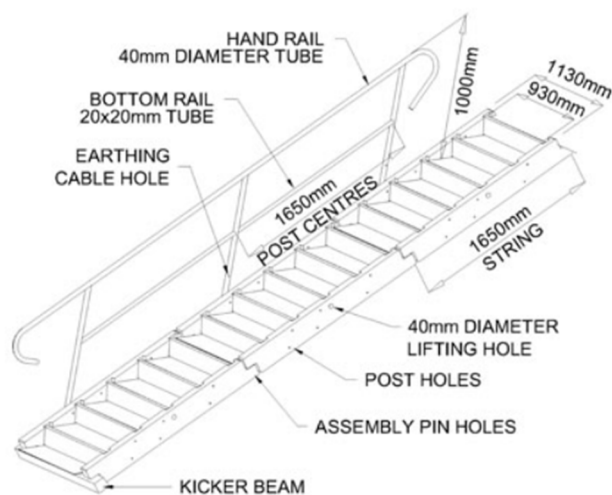 HAND RAIL
40mm DIAMETER TUBE
1000mm
1130mm
930mm
BOTTOM RAIL
20x20mm TUBE
EARTHING
CABLE HOLE
1650mm
POST CENTRES
1650mm
STRING
40mm DIAMETER
LIFTING HOLE
POST HOLES
ASSEMBLY PIN HOLES
KICKER BEAM